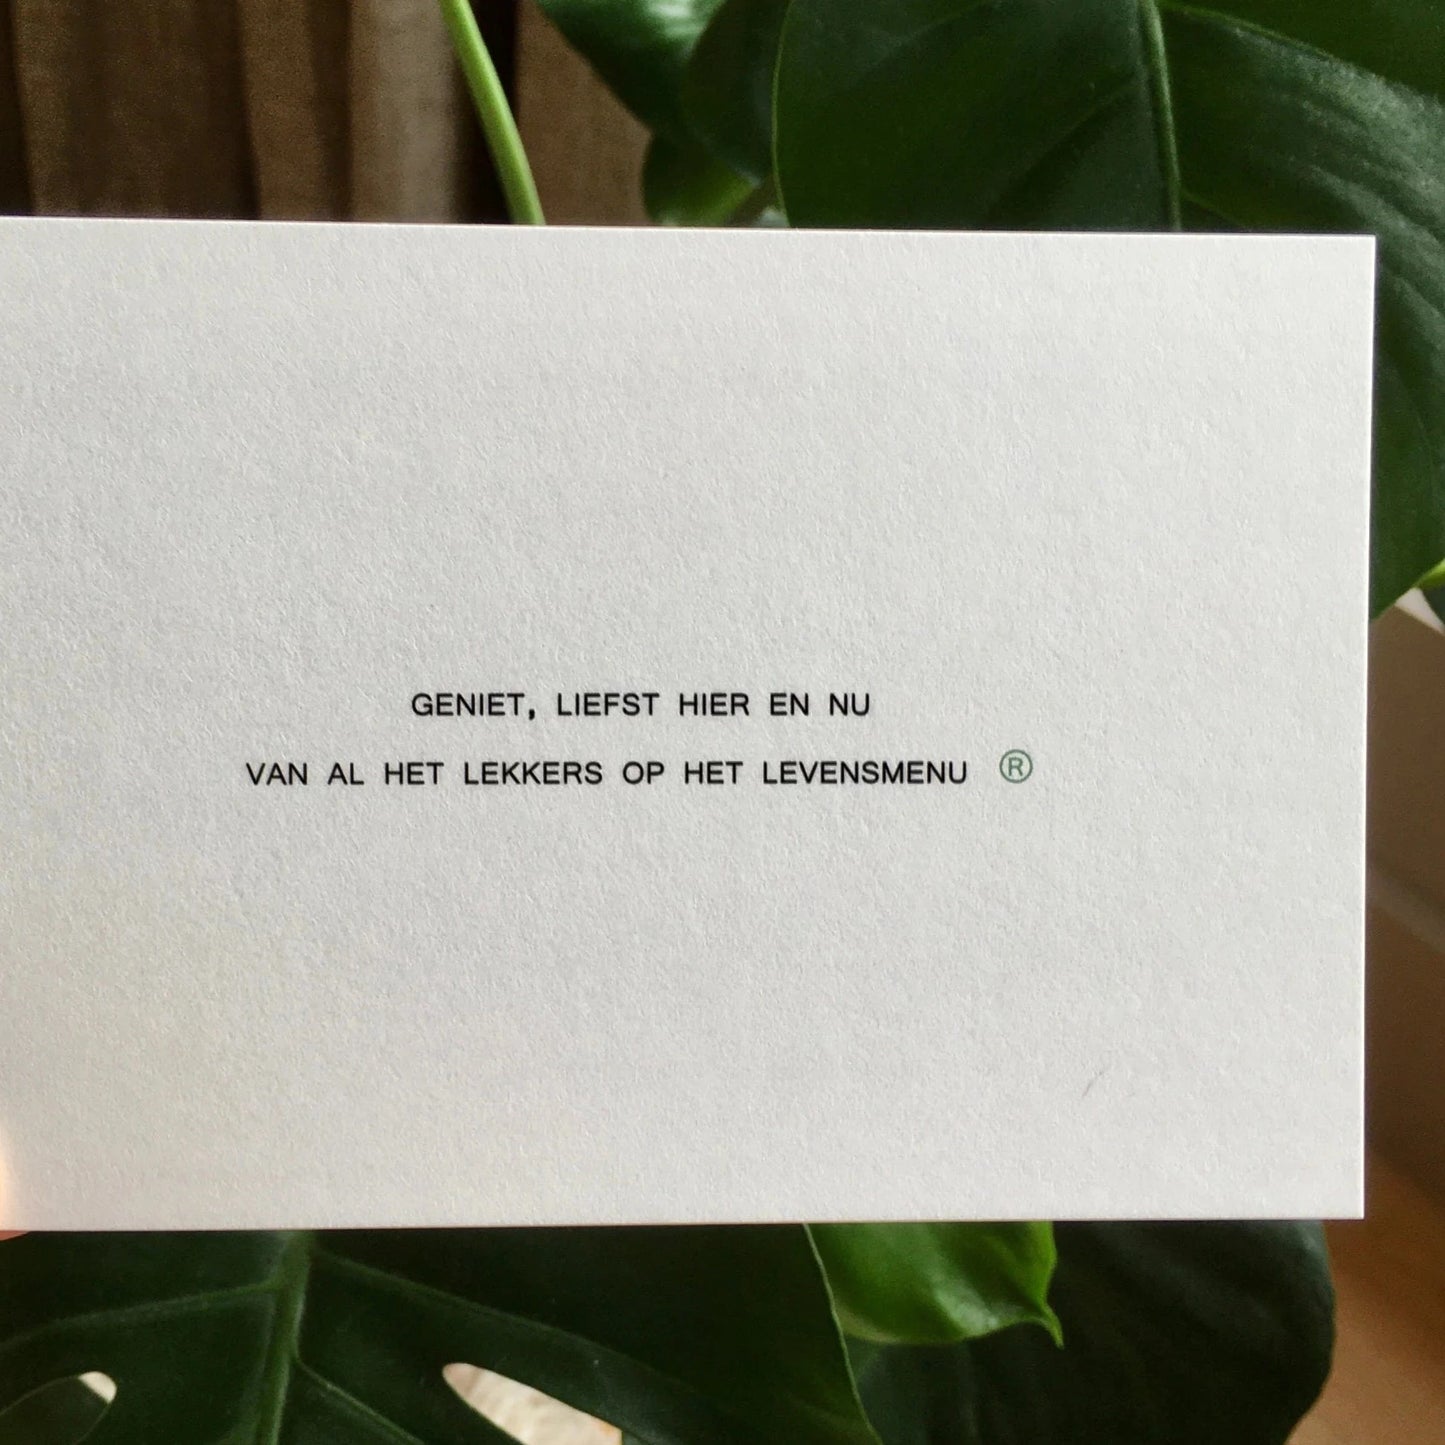 GENIET, LIEFST HIER EN NU
VAN AL HET LEKKERS OP HET LEVENSMENU ®